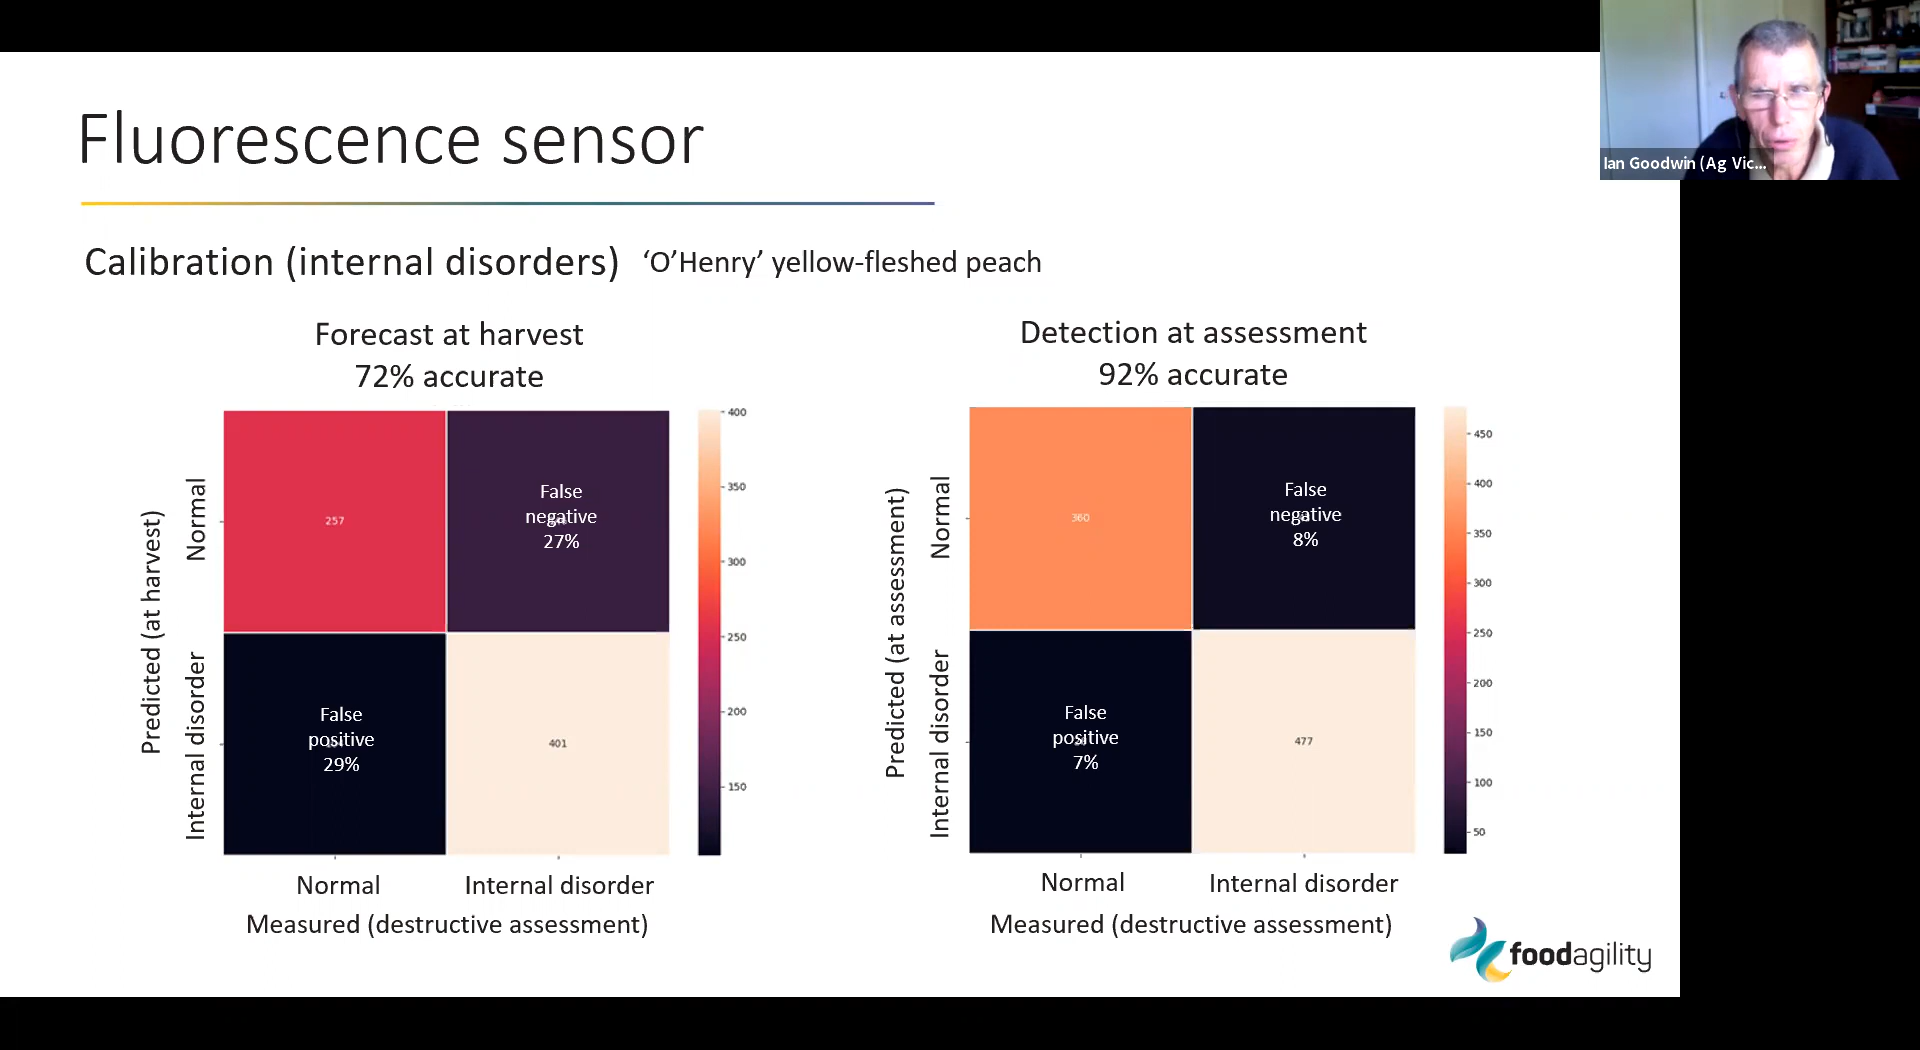 Fluorescence sensor
Ian Goodwin (Ag Vic...
Calibration (internal disorders) ‘O’Henry’ yellow-fleshed peach
Forecast at harvest
72% accurate
Predicted (at harvest)
Normal
Internal disorder
257
False
negative
27%
False
positive
29%
401
400
350
300
250
200
150
Normal
Internal disorder
Measured (destructive assessment)
Detection at assessment
92% accurate
Predicted (at assessment)
Normal
Internal disorder
360
False
negative
8%
False
positive
7%
477
450
400
350
300
250
200
150
100
50
Normal
Internal disorder
Measured (destructive assessment)
foodagility